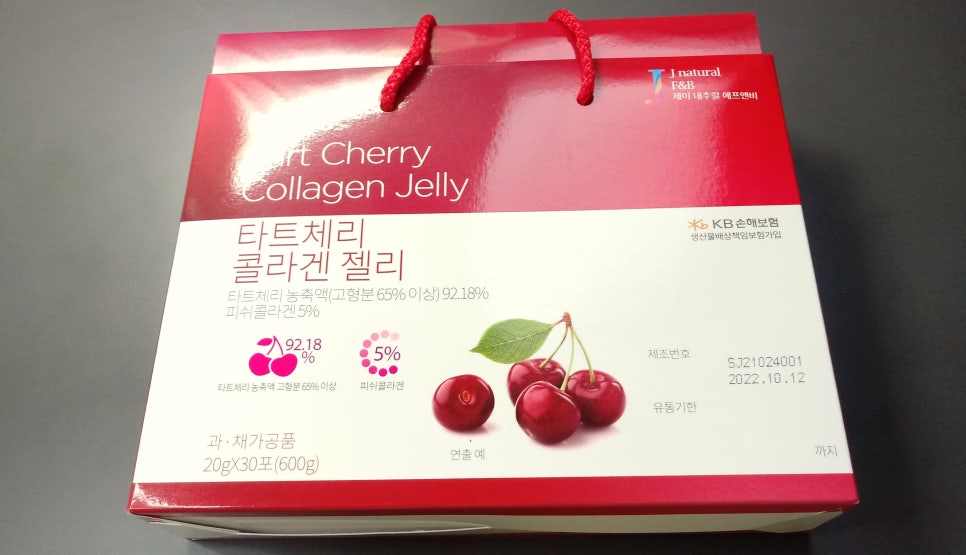 J natural
F&B
제이 내추럴 에프앤비
Cherry
Collagen Jelly
타트체리
콜라겐 젤리
타트체리 농축액(고형분 65% 이상) 92.18%
피쉬콜라겐 5%
KB 손해보험
생산물배상책임보험가입
92.18
%
5%
타트체리 농축액 고형분 65% 이상
피쉬콜라겐
제조번호
SJ21024001
2022.10.12
유통기한
까지
연출 예
과·채가공품
20gX30포(600g)